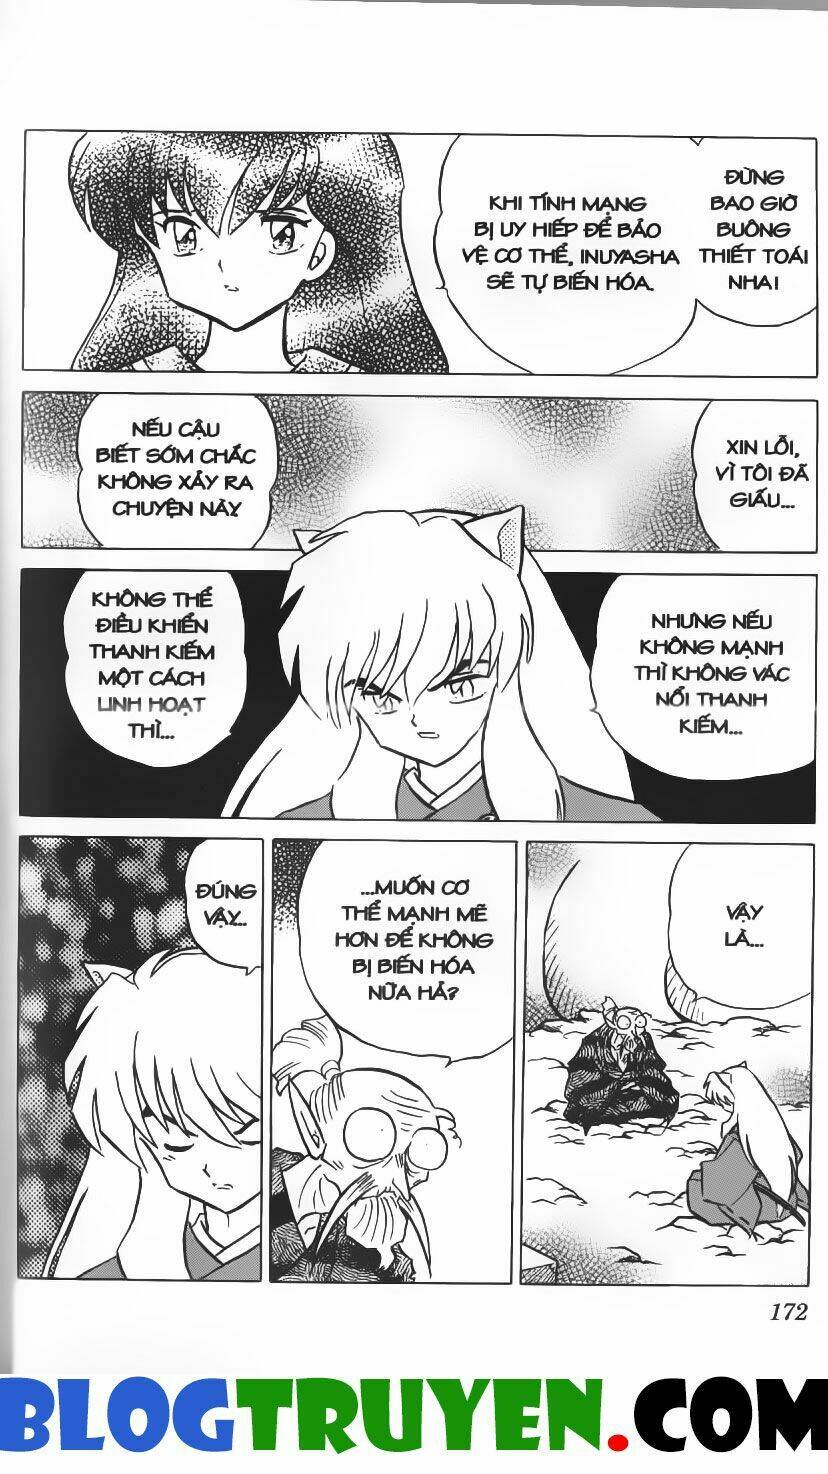 ĐỪNG
BAO GIỜ
BUÔNG
THIẾT TOÁI
NHA!
KHI TÍNH MẠNG
BỊ UY HIẾP ĐỂ BẢO
VỆ CƠ THỂ, INUYASHA
SẼ TỰ BIẾN HÓA.
XIN LỖI,
VÌ TÔI ĐÃ
GIẤU...
NẾU CẬU
BIẾT SỚM CHẮC
KHÔNG XẢY RA
CHUYỆN NÀY.
NHƯNG NẾU
KHÔNG MẠNH
THÌ KHÔNG VÁC
NỔI THANH
KIẾM...
KHÔNG THỂ
ĐIỀU KHIỂN
THANH KIẾM
MỘT CÁCH
LINH HOẠT
THÌ...
VẬY
LÀ...
...MUỐN CƠ
THỂ MẠNH MẼ
HƠN ĐỂ KHÔNG
BỊ BIẾN HÓA
NỮA HẢ?
ĐÚNG
VẬY...
172
BLOGTRUYEN.COM